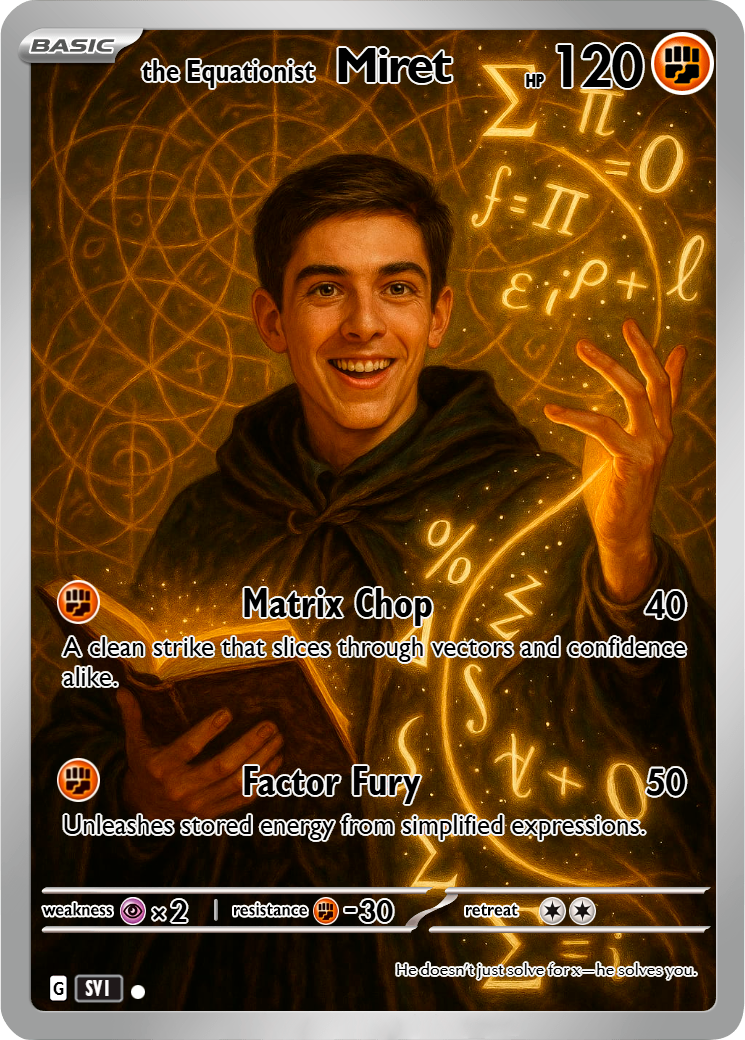 BASIC
the Equationist Miret HP 120
Σ π
=0
f=π
εiρ+ℓ
%
Matrix Chop 40
A clean strike that slices through vectors and confidence
alike.
Factor Fury 50
Unleashes stored energy from simplified expressions.
weakness ×2 resistance -30 retreat
He doesn't just solve for x—he solves you.
G SVI